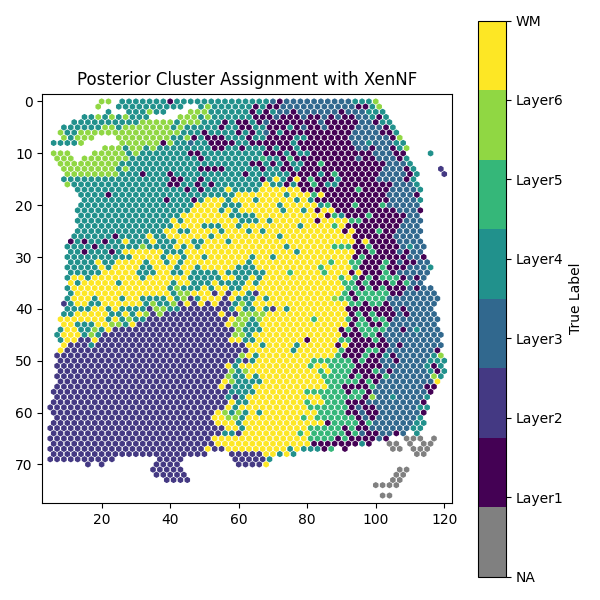 Posterior Cluster Assignment with XenNF
0
10
20
30
40
50
60
70
20
40
60
80
100
120
WM
Layer6
Layer5
Layer4
Layer3
Layer2
Layer1
NA
True Label